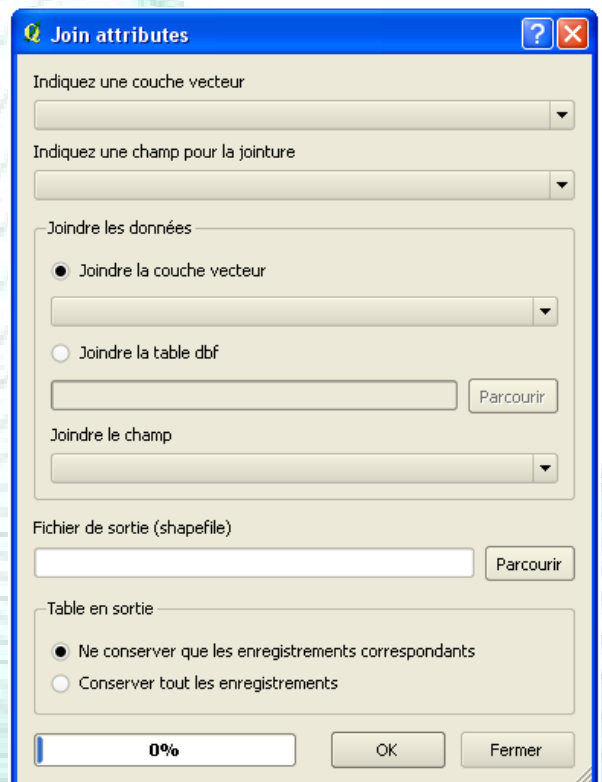 Join attributes
Indiquez une couche vecteur
Indiquez une champ pour la jointure
Joindre les données
Joindre la couche vecteur
Joindre la table dbf
Parcourir
Joindre le champ
Fichier de sortie (shapefile)
Parcourir
Table en sortie
Ne conserver que les enregistrements correspondants
Conserver tout les enregistrements
0% OK Fermer